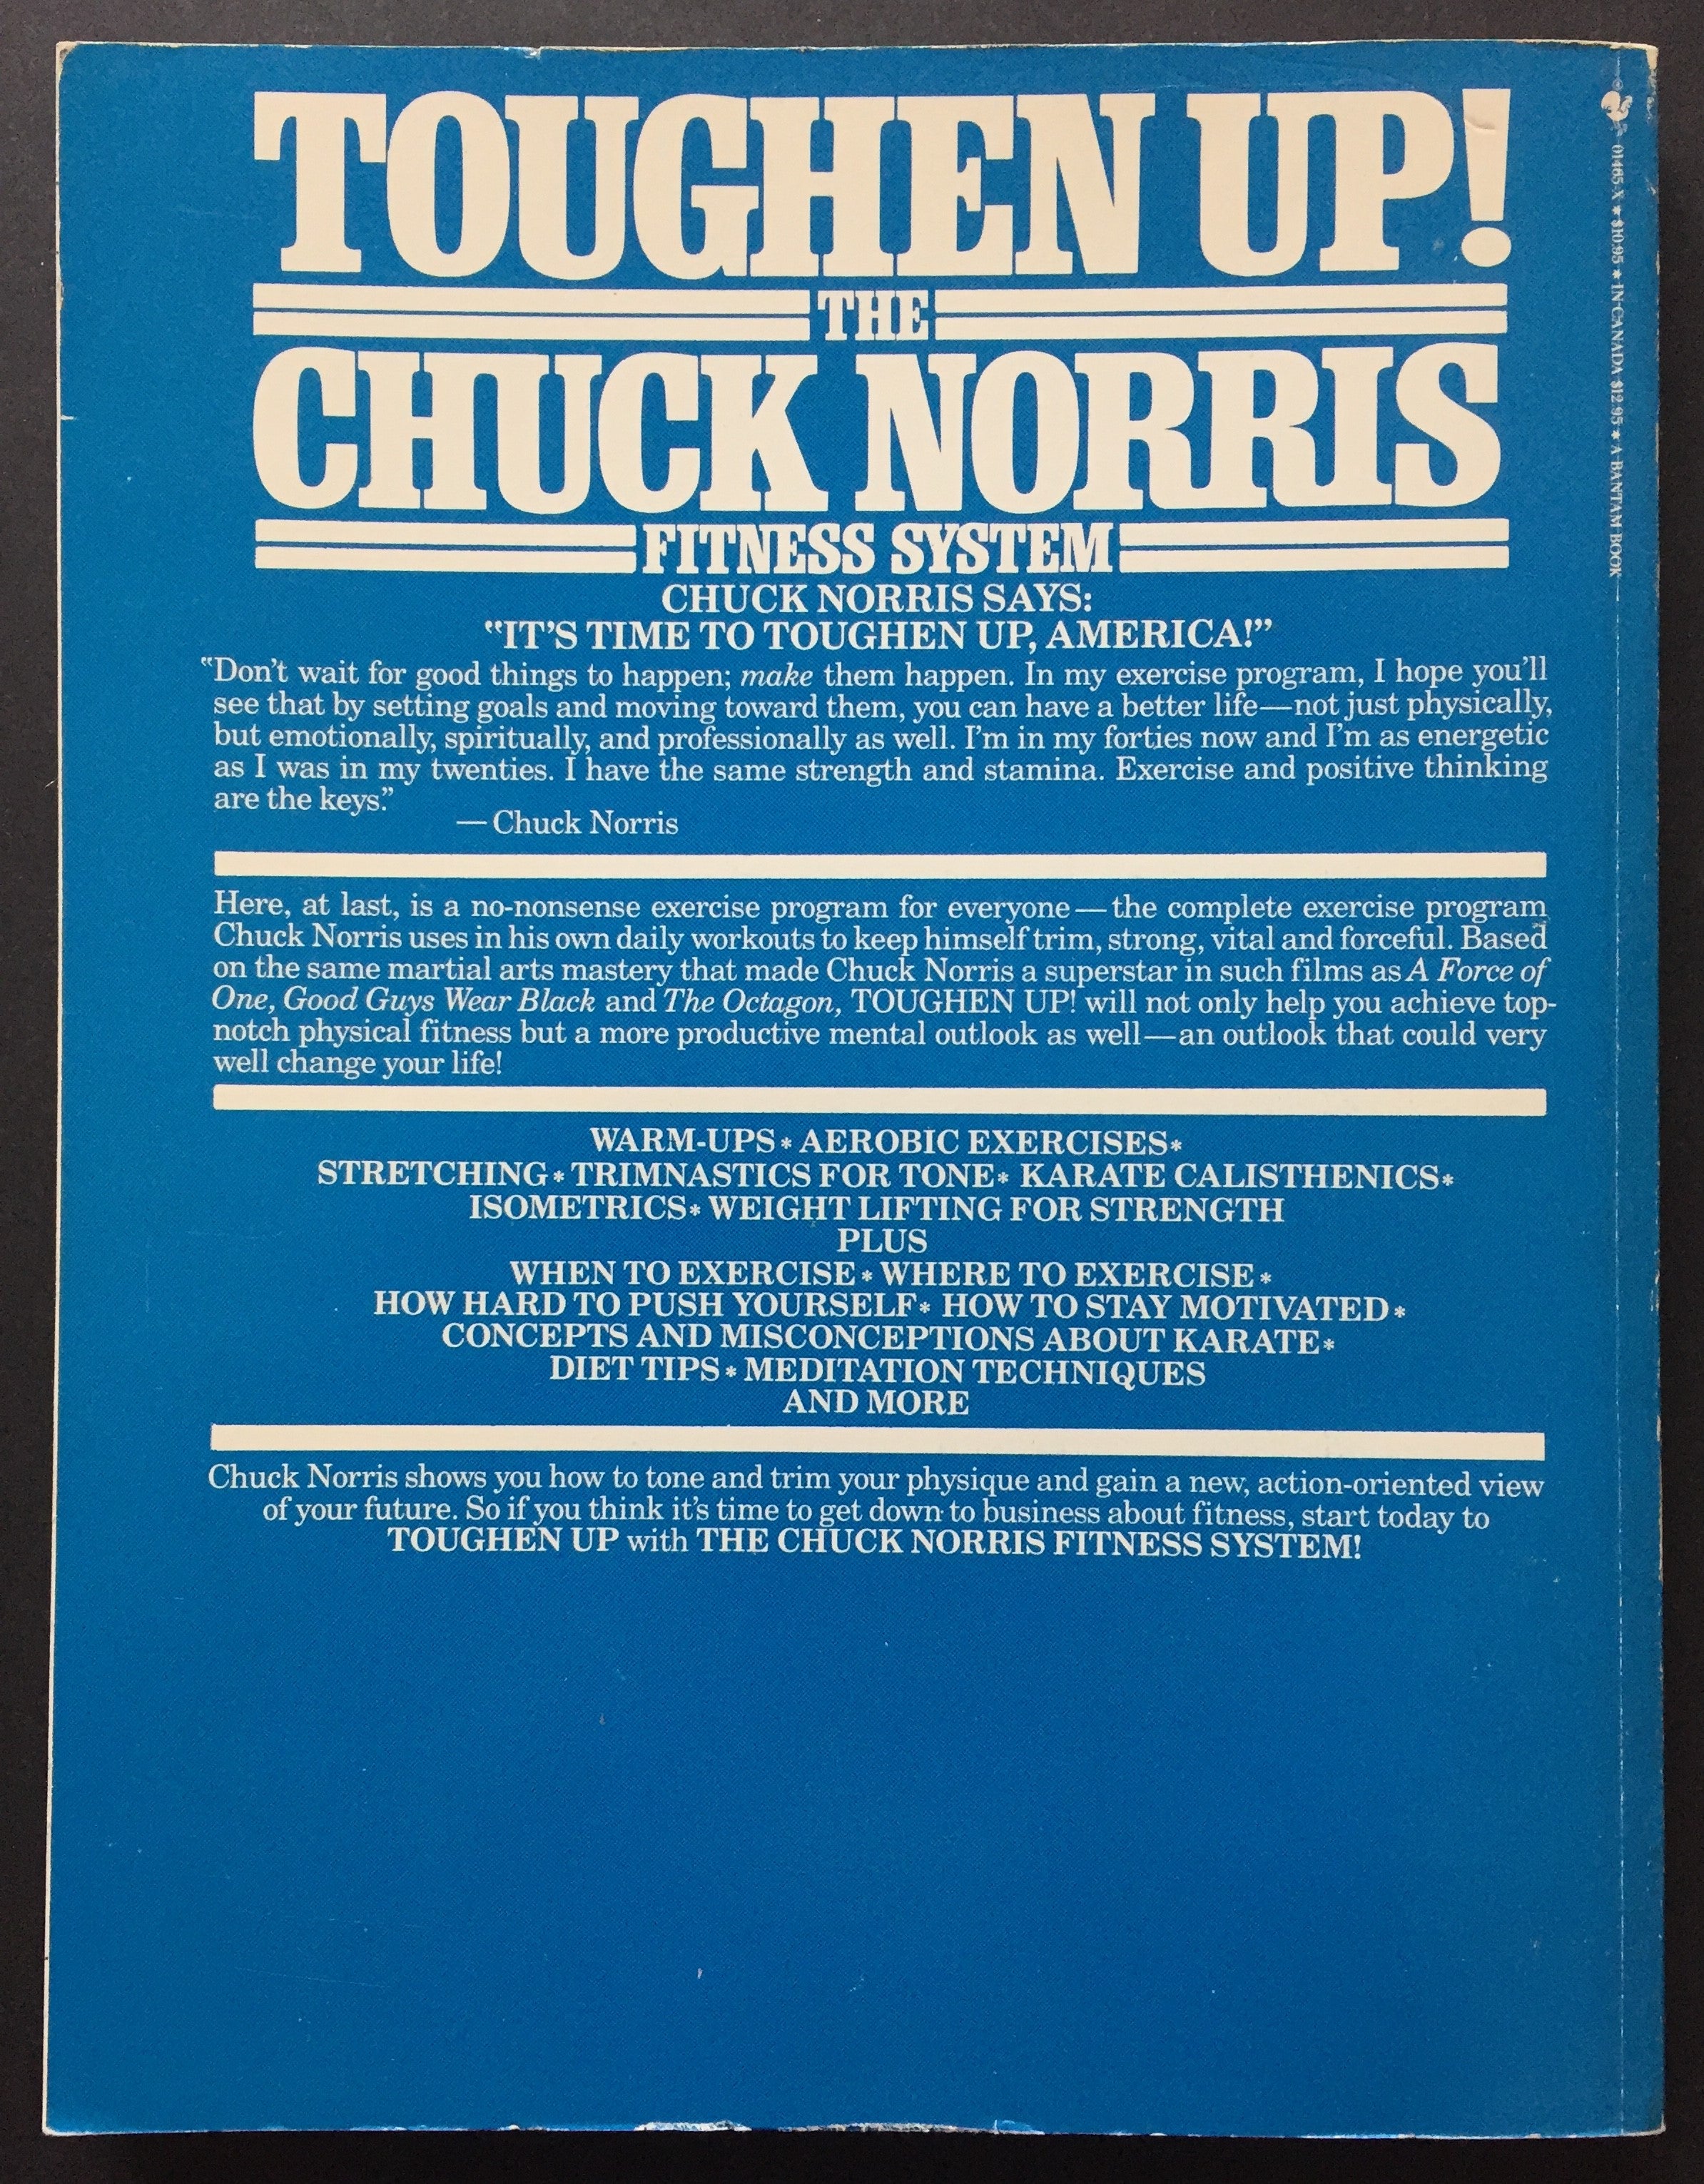 TOUGHEN UP!
THE
CHUCK NORRIS
FITNESS SYSTEM
CHUCK NORRIS SAYS:
"IT'S TIME TO TOUGHEN UP, AMERICA!"
"Don't wait for good things to happen; make them happen. In my exercise program, I hope you'll
see that by setting goals and moving toward them, you can have a better life—not just physically,
but emotionally, spiritually, and professionally as well. I'm in my forties now and I'm as energetic
as I was in my twenties. I have the same strength and stamina. Exercise and positive thinking
are the keys."
— Chuck Norris
Here, at last, is a no-nonsense exercise program for everyone—the complete exercise program
Chuck Norris uses in his own daily workouts to keep himself trim, strong, vital and forceful. Based
on the same martial arts mastery that made Chuck Norris a superstar in such films as A Force of
One, Good Guys Wear Black and The Octagon, TOUGHEN UP! will not only help you achieve top-
notch physical fitness but a more productive mental outlook as well—an outlook that could very
well change your life!
WARM-UPS * AEROBIC EXERCISES *
STRETCHING * TRIMNASTICS FOR TONE * KARATE CALISTHENICS *
ISOMETRICS * WEIGHT LIFTING FOR STRENGTH
PLUS
WHEN TO EXERCISE * WHERE TO EXERCISE *
HOW HARD TO PUSH YOURSELF * HOW TO STAY MOTIVATED *
CONCEPTS AND MISCONCEPTIONS ABOUT KARATE *
DIET TIPS * MEDITATION TECHNIQUES
AND MORE
Chuck Norris shows you how to tone and trim your physique and gain a new, action-oriented view
of your future. So if you think it's time to get down to business about fitness, start today to
TOUGHEN UP with THE CHUCK NORRIS FITNESS SYSTEM!
01465-X * $10.95 * IN CANADA $12.95 * A BANTAM BOOK